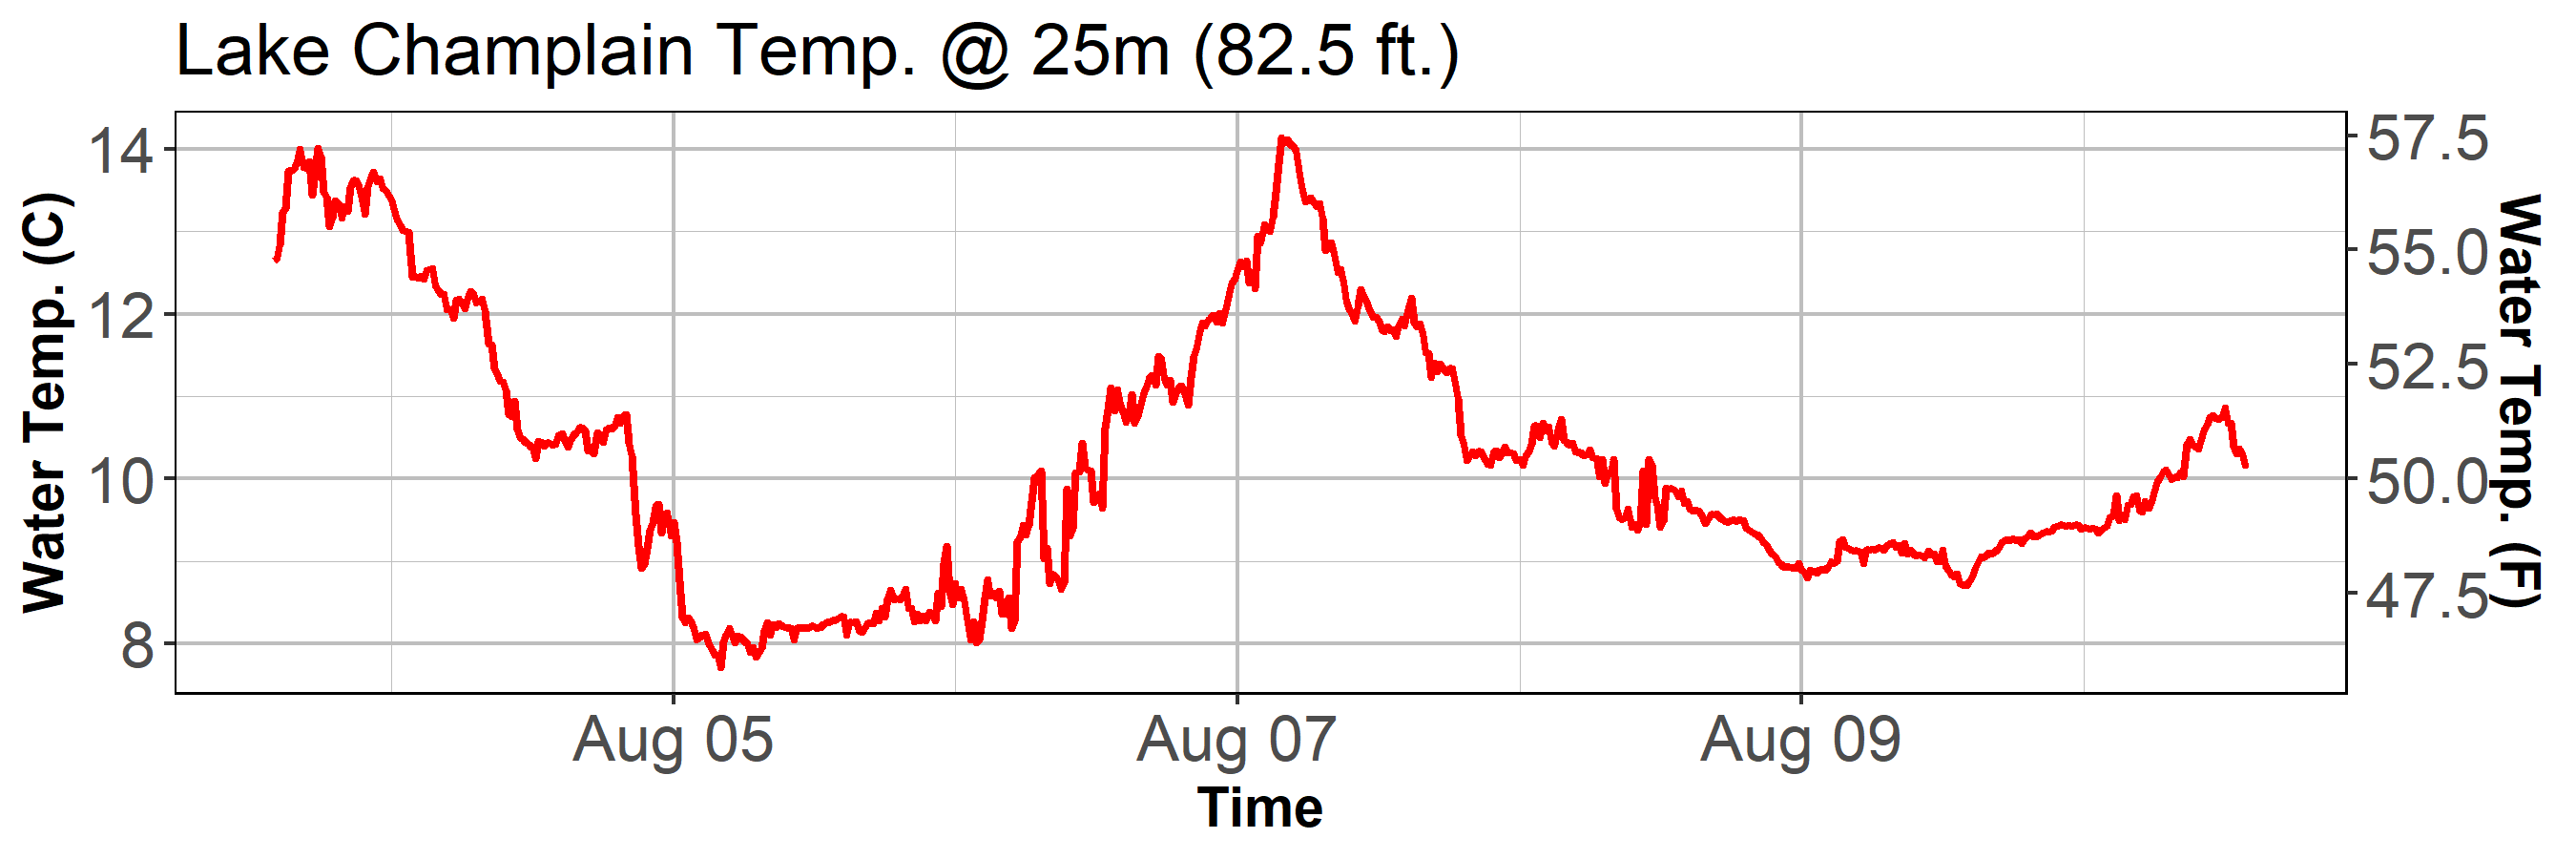 Lake Champlain Temp. @ 25m (82.5 ft.)
Water Temp. (C)
14
12
10
8
57.5
55.0
52.5
50.0
47.5
Water Temp. (F)
Aug 05 Aug 07 Aug 09
Time